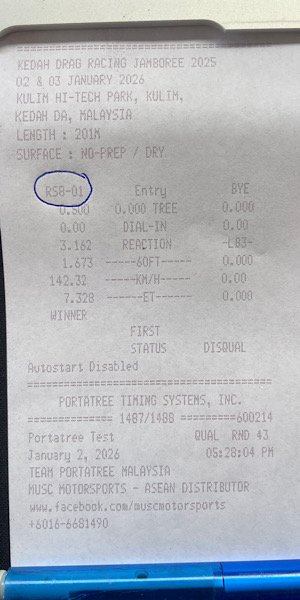 ================================
KEDAH DRAG RACING JAMBOREE 2025
02 & 03 JANUARY 2026
KULIM HI-TECH PARK, KULIM,
KEDAH DA, MALAYSIA
LENGTH : 201M
SURFACE : NO-PREP / DRY
RS8-01 Entry BYE
0.500 0.000 TREE 0.000
0.00 DIAL-IN 0.00
3.162 REACTION -LB3-
1.673 -----60FT----- 0.000
142.32 -----KM/H----- 0.00
7.328 ------ET------ 0.000
WINNER
FIRST
STATUS DISQUAL
Autostart Disabled
================================
PORTATREE TIMING SYSTEMS, INC.
============ 1487/1488 =========600214
Portatree Test QUAL RND 43
January 2, 2026 05:28:04 PM
TEAM PORTATREE MALAYSIA
MUSC MOTORSPORTS - ASEAN DISTRIBUTOR
www.facebook.com/muscmotorsports
+6016-6681490